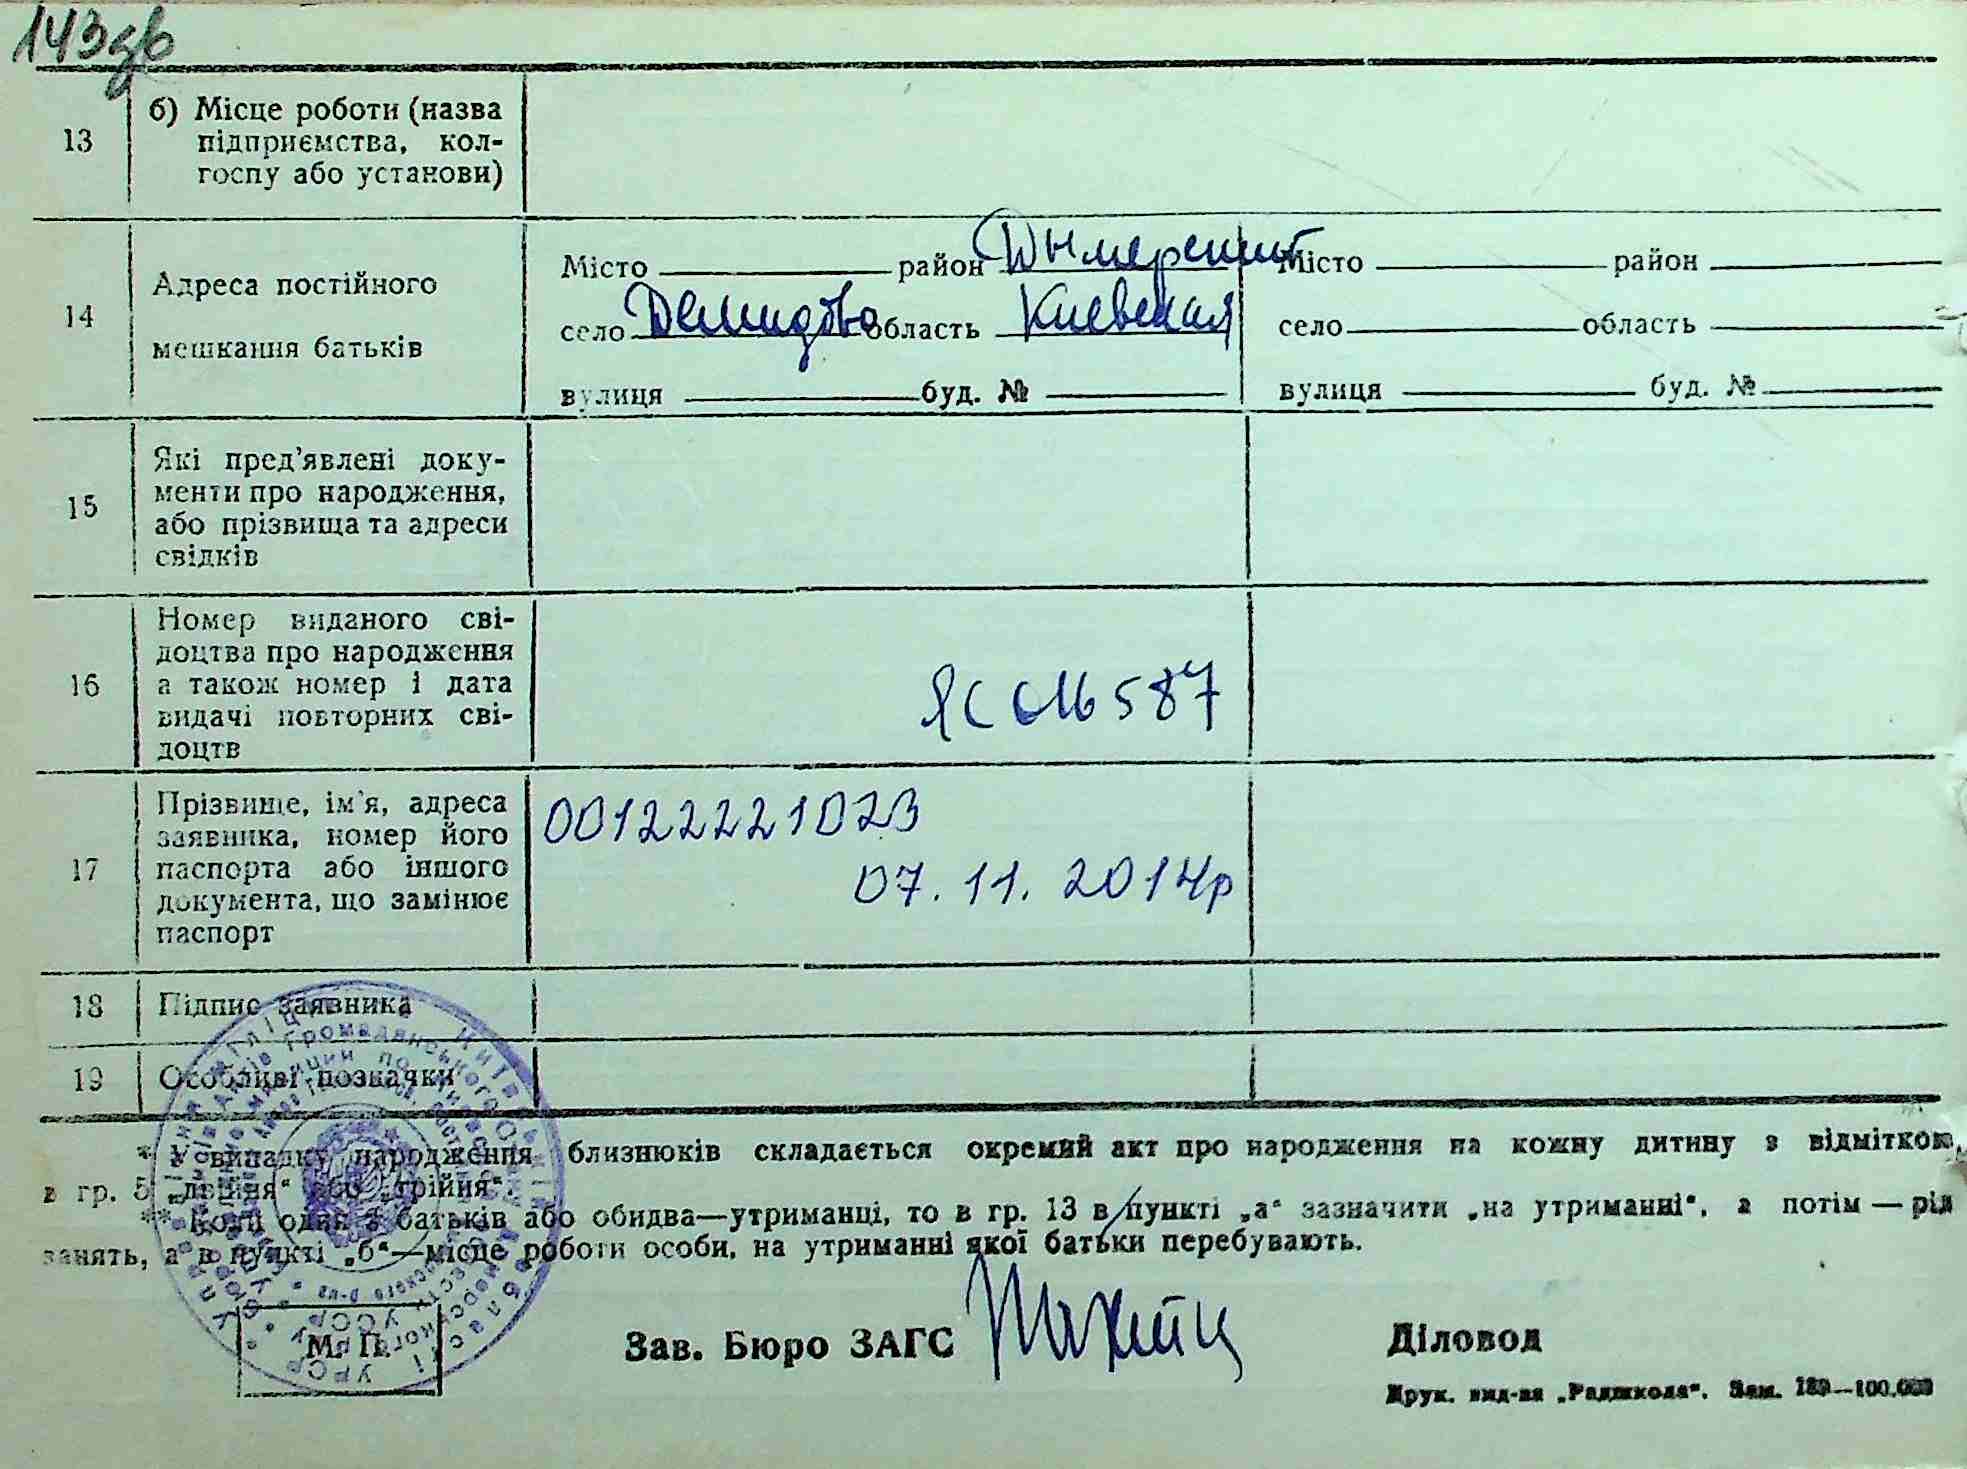 143зв
13
б) Місце роботи (назва
підприємства, кол-
госпу або установи)
14
Адреса постійного
мешкання батьків
Місто район Дымерский
село Демидово область Киевская
вулиця буд. №
Місто район
село область
вулиця буд. №
15
Які пред'явлені доку-
менти про народження,
або прізвища та адреси
свідків
16
Номер виданого сві-
доцтва про народження
а також номер і дата
видачі повторних сві-
доцтв
ЯС 016587
17
Прізвище, ім'я, адреса
заявника, номер його
паспорта або іншого
документа, що замінює
паспорт
00122221023
07.11.2014р
18
Підпис заявника
19
Особливі позначки
* У випадку народження близнюків складається окремий акт про народження на кожну дитину з відміткою,
в гр. 5 „двійня“ або „трійня“.
** Коли один з батьків або обидва—утриманці, то в гр. 13 в пункті „а“ зазначити „на утриманні“, а потім — рід
занять, а в пункті „б“—місце роботи особи, на утриманні якої батьки перебувають.
М. П.
Зав. Бюро ЗАГС
Діловод
Друк. вид-ва „Радшкола“. Зам. 189—100.000